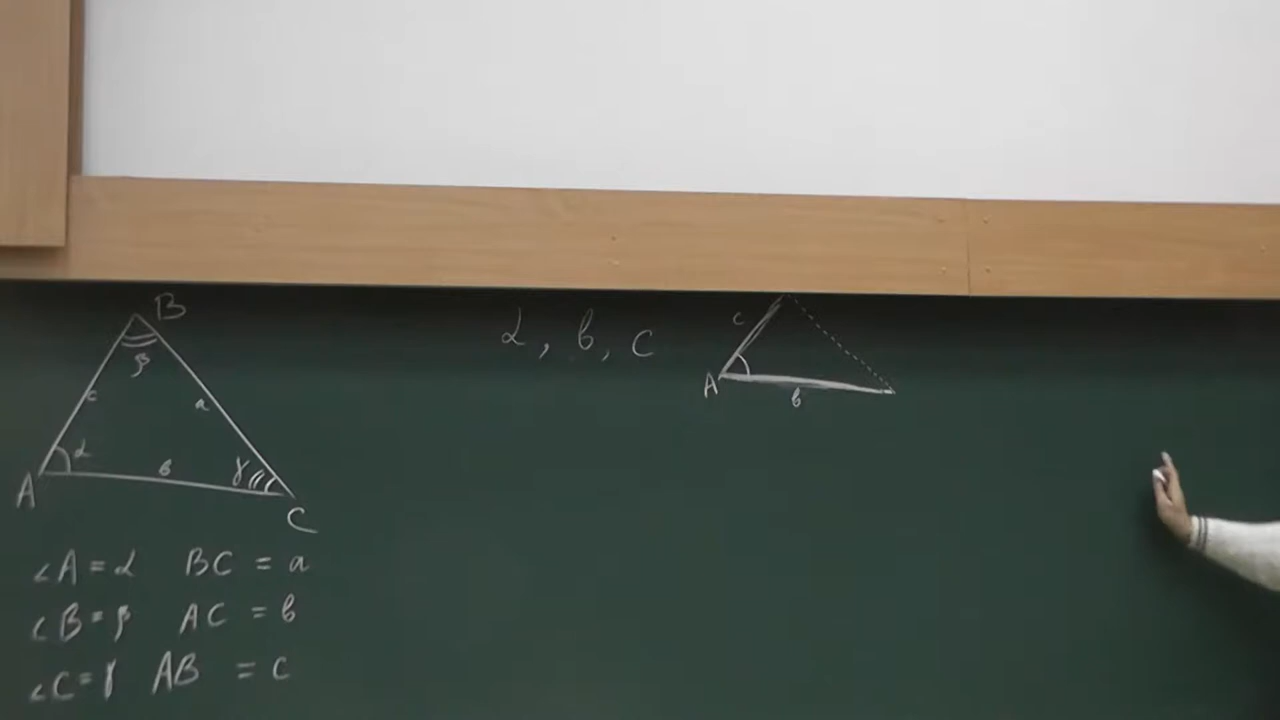 B
β
c
a
α
b
γ
A
C
∠A = α BC = a
∠B = β AC = b
∠C = γ AB = c
α, b, c
c
A
b